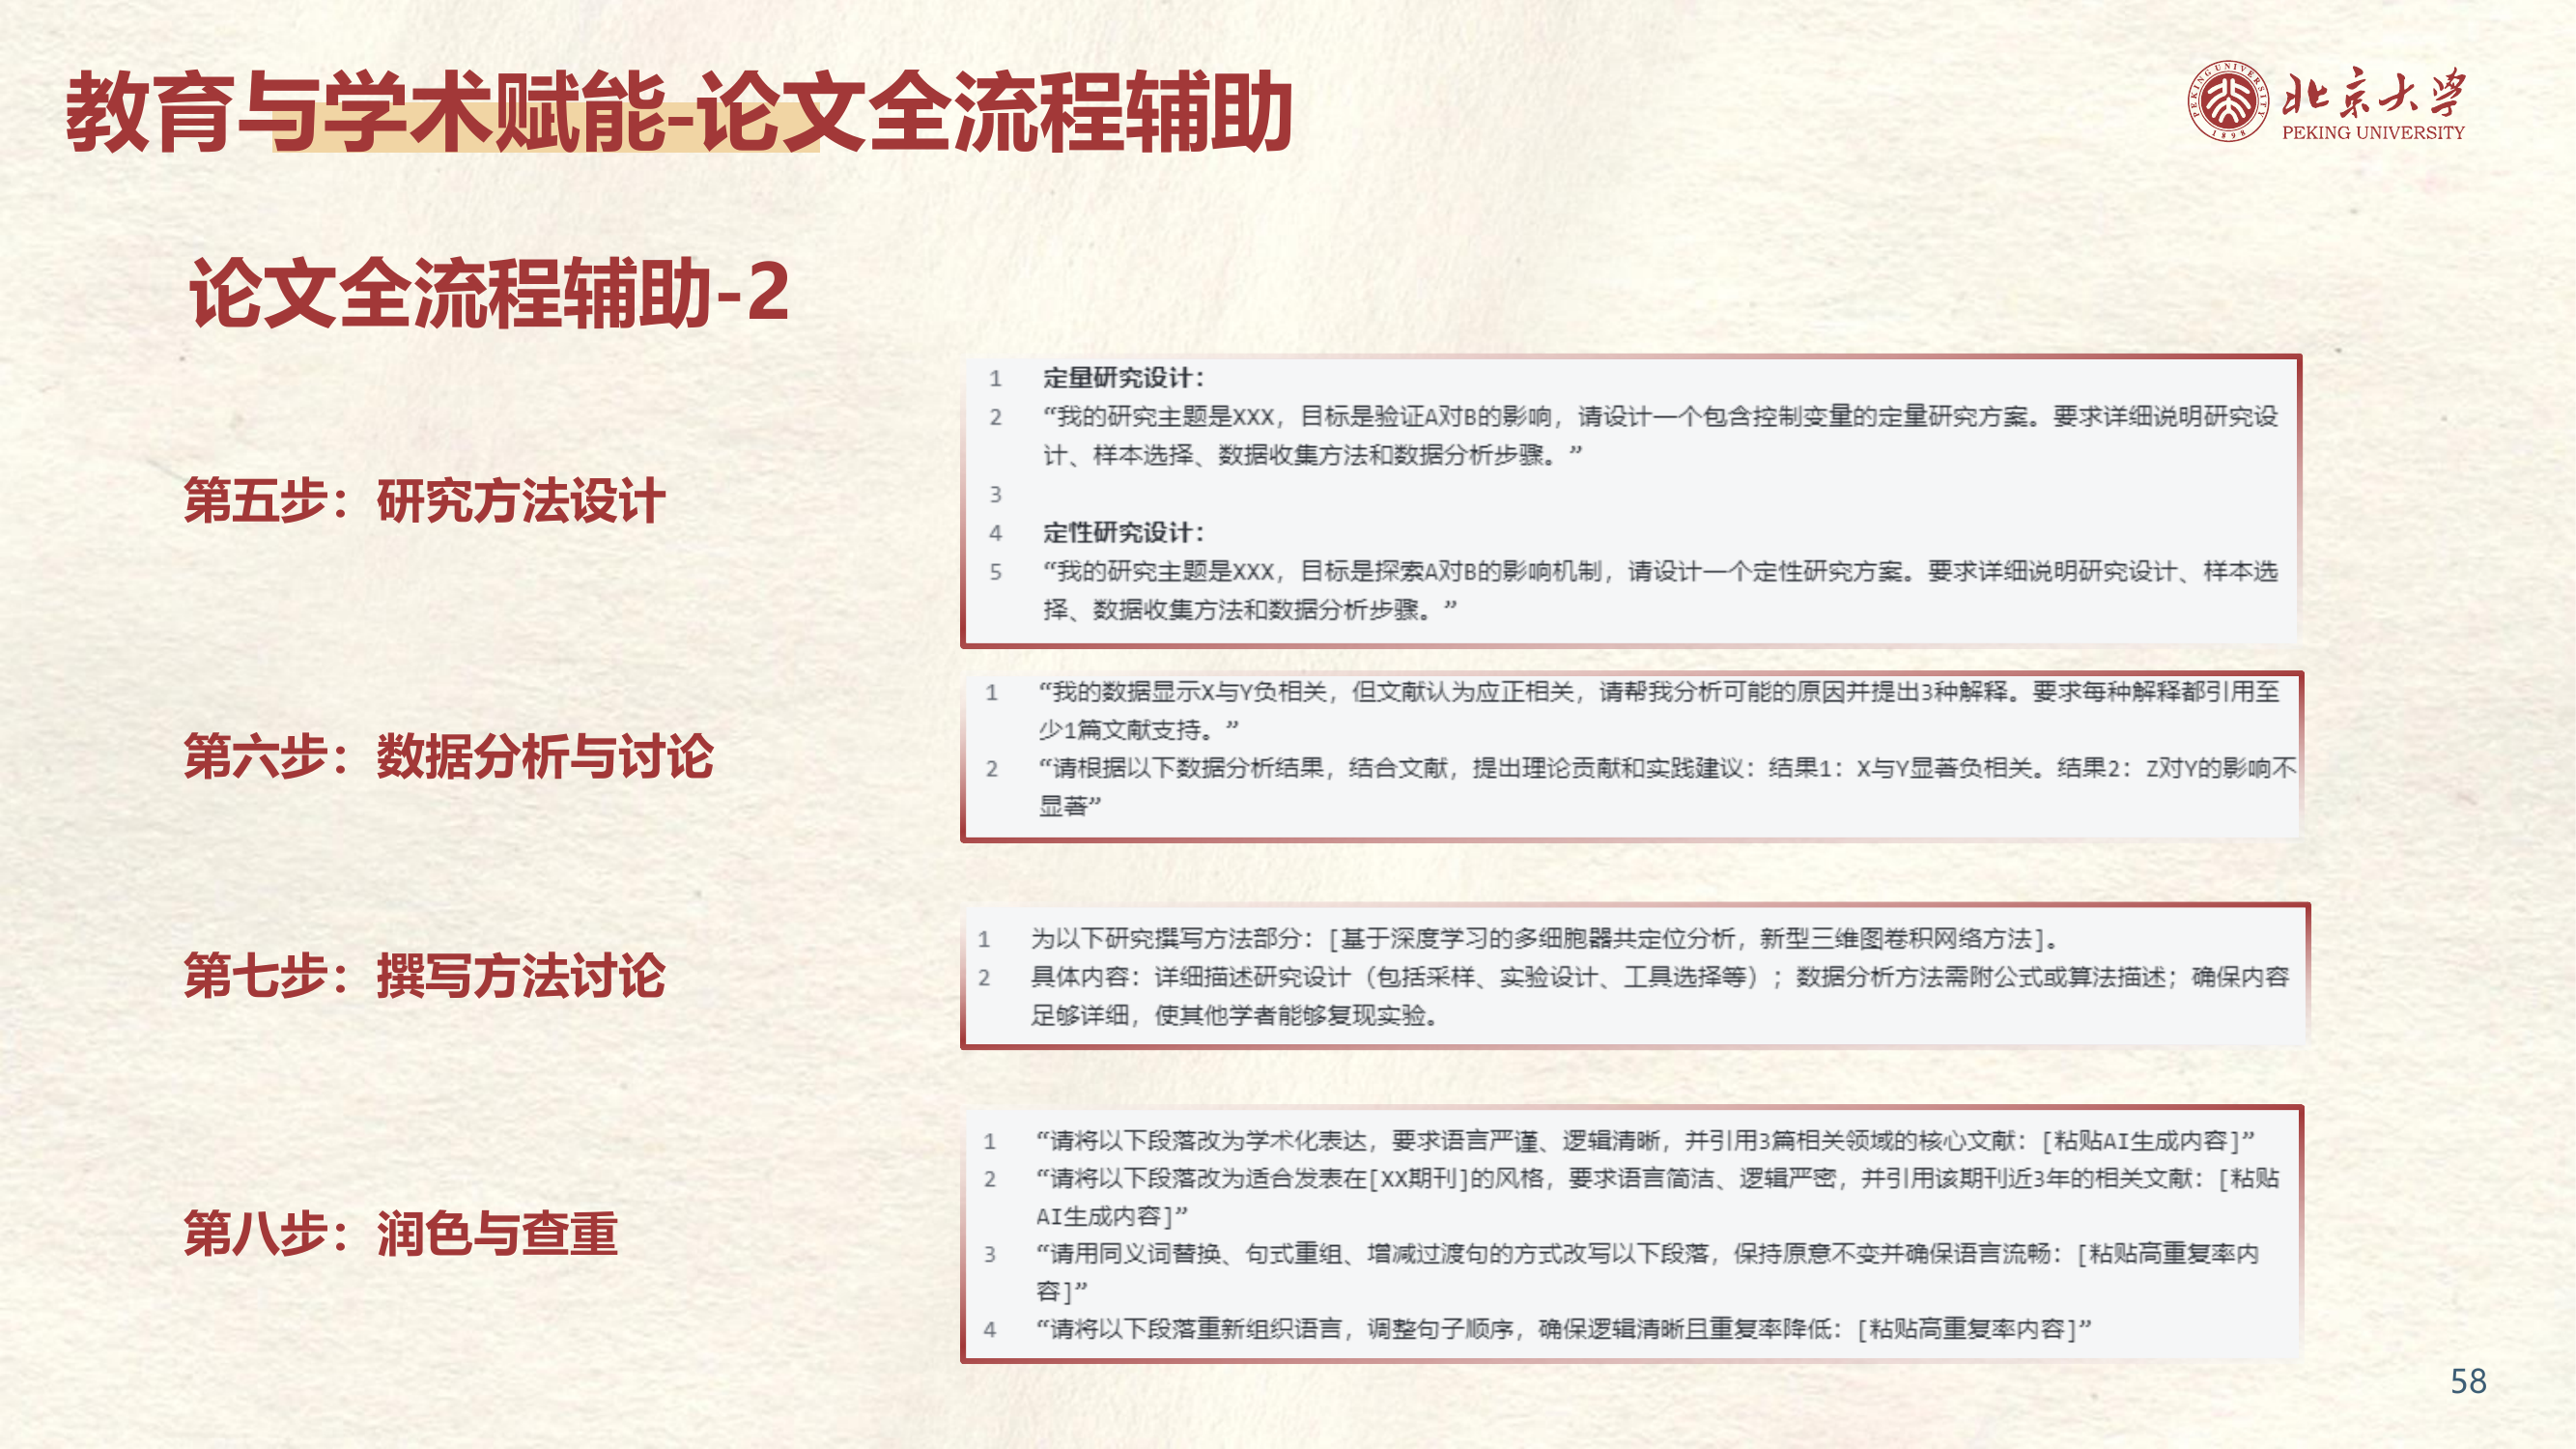 教育与学术赋能-论文全流程辅助
PEKING UNIVERSITY
1898
北京大学
PEKING UNIVERSITY
论文全流程辅助-2
第五步：研究方法设计
1 定量研究设计：
2 “我的研究主题是XXX，目标是验证A对B的影响，请设计一个包含控制变量的定量研究方案。要求详细说明研究设
计、样本选择、数据收集方法和数据分析步骤。”
3
4 定性研究设计：
5 “我的研究主题是XXX，目标是探索A对B的影响机制，请设计一个定性研究方案。要求详细说明研究设计、样本选
择、数据收集方法和数据分析步骤。”
第六步：数据分析与讨论
1 “我的数据显示X与Y负相关，但文献认为应正相关，请帮我分析可能的原因并提出3种解释。要求每种解释都引用至
少1篇文献支持。”
2 “请根据以下数据分析结果，结合文献，提出理论贡献和实践建议：结果1：X与Y显著负相关。结果2：Z对Y的影响不
显著”
第七步：撰写方法讨论
1 为以下研究撰写方法部分：[基于深度学习的多细胞器共定位分析，新型三维图卷积网络方法]。
2 具体内容：详细描述研究设计（包括采样、实验设计、工具选择等）；数据分析方法需附公式或算法描述；确保内容
足够详细，使其他学者能够复现实验。
第八步：润色与查重
1 “请将以下段落改为学术化表达，要求语言严谨、逻辑清晰，并引用3篇相关领域的核心文献：[粘贴AI生成内容]”
2 “请将以下段落改为适合发表在[XX期刊]的风格，要求语言简洁、逻辑严密，并引用该期刊近3年的相关文献：[粘贴
AI生成内容]”
3 “请用同义词替换、句式重组、增减过渡句的方式改写以下段落，保持原意不变并确保语言流畅：[粘贴高重复率内
容]”
4 “请将以下段落重新组织语言，调整句子顺序，确保逻辑清晰且重复率降低：[粘贴高重复率内容]”
58